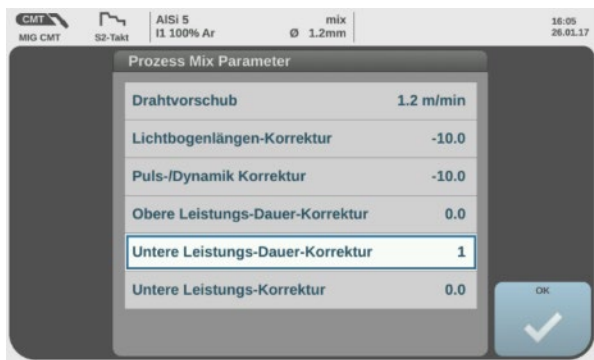 CMT
AlSi 5 mix 16:05
MIG CMT S2-Takt I1 100% Ar Ø 1.2mm 26.01.17
Prozess Mix Parameter
Drahtvorschub 1.2 m/min
Lichtbogenlängen-Korrektur -10.0
Puls-/Dynamik Korrektur -10.0
Obere Leistungs-Dauer-Korrektur 0.0
Untere Leistungs-Dauer-Korrektur 1
Untere Leistungs-Korrektur 0.0
OK